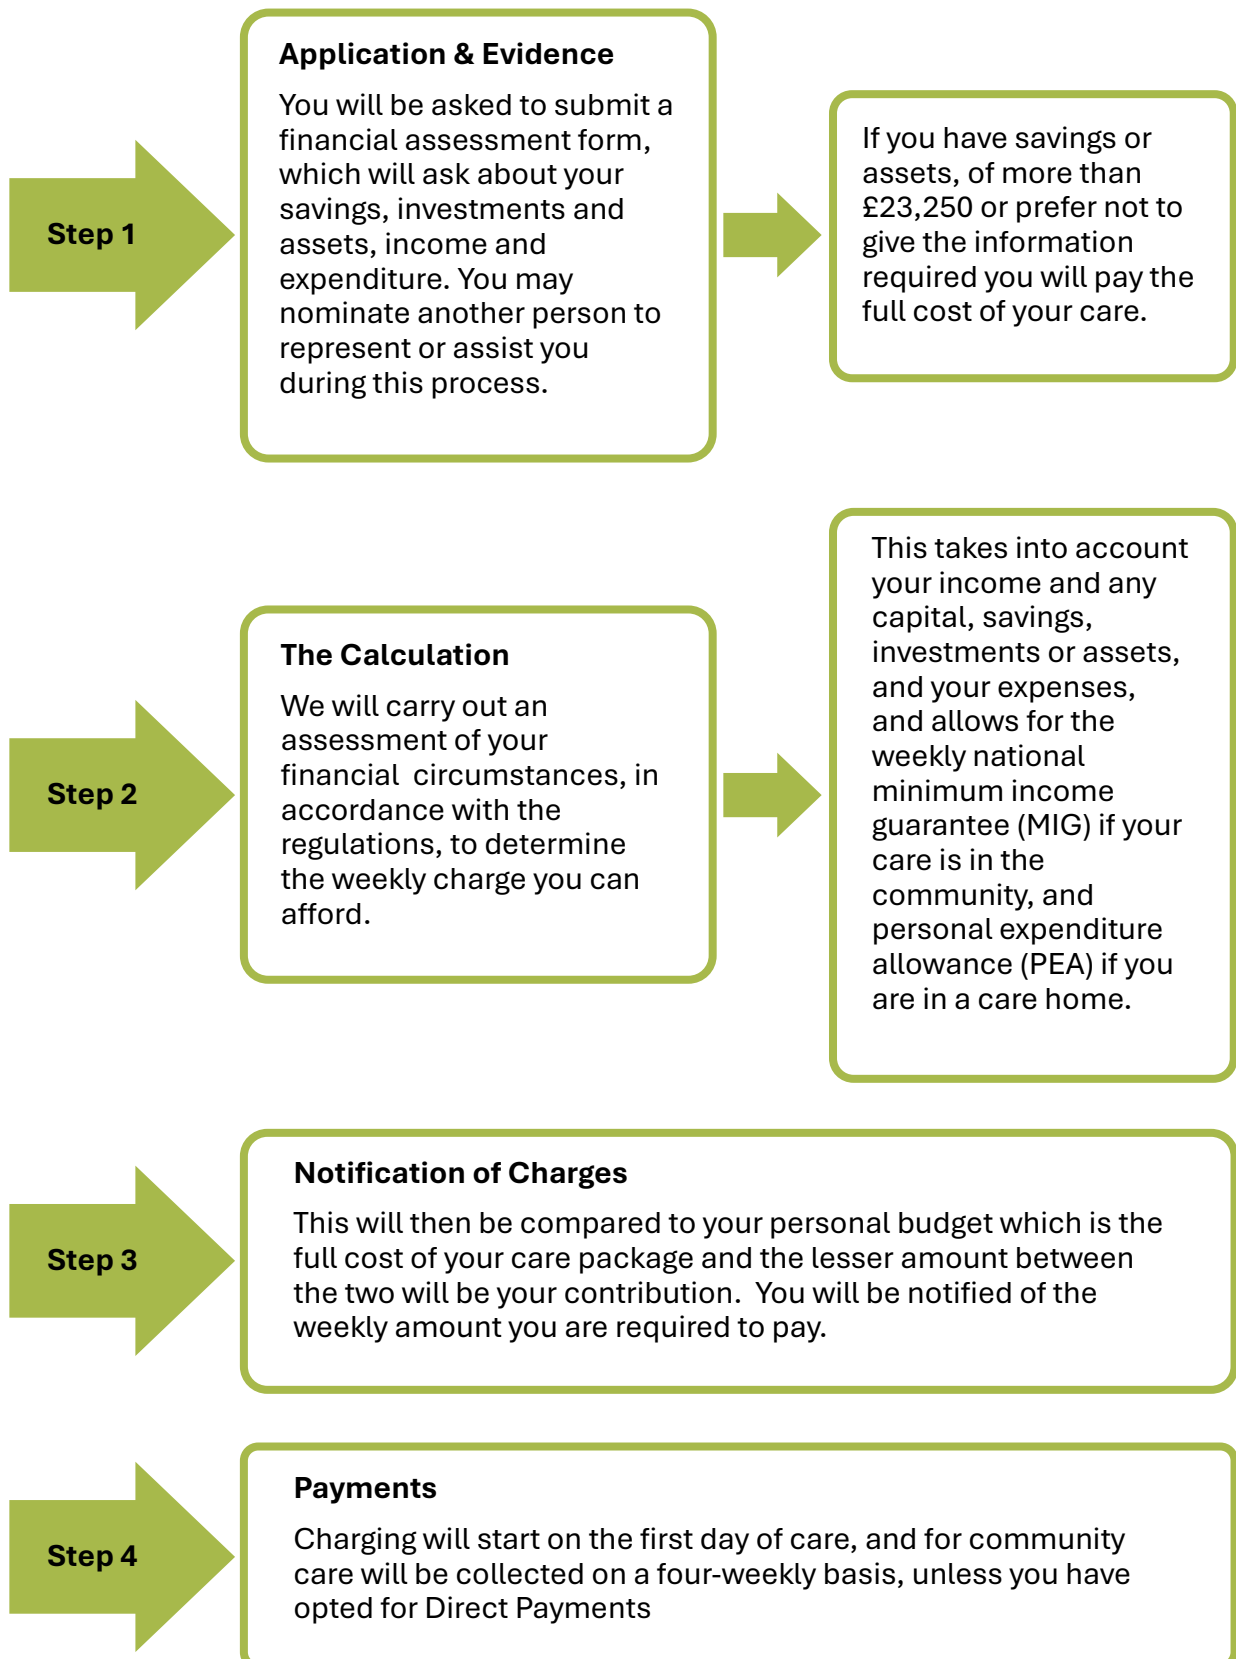 Step 1
Application & Evidence
You will be asked to submit a
financial assessment form,
which will ask about your
savings, investments and
assets, income and
expenditure. You may
nominate another person to
represent or assist you
during this process.
If you have savings or
assets, of more than
£23,250 or prefer not to
give the information
required you will pay the
full cost of your care.
Step 2
The Calculation
We will carry out an
assessment of your
financial  circumstances, in
accordance with the
regulations, to determine
the weekly charge you can
afford.
This takes into account
your income and any
capital, savings,
investments or assets,
and your expenses,
and allows for the
weekly national
minimum income
guarantee (MIG) if your
care is in the
community, and
personal expenditure
allowance (PEA) if you
are in a care home.
Step 3
Notification of Charges
This will then be compared to your personal budget which is the
full cost of your care package and the lesser amount between
the two will be your contribution.  You will be notified of the
weekly amount you are required to pay.
Step 4
Payments
Charging will start on the first day of care, and for community
care will be collected on a four-weekly basis, unless you have
opted for Direct Payments